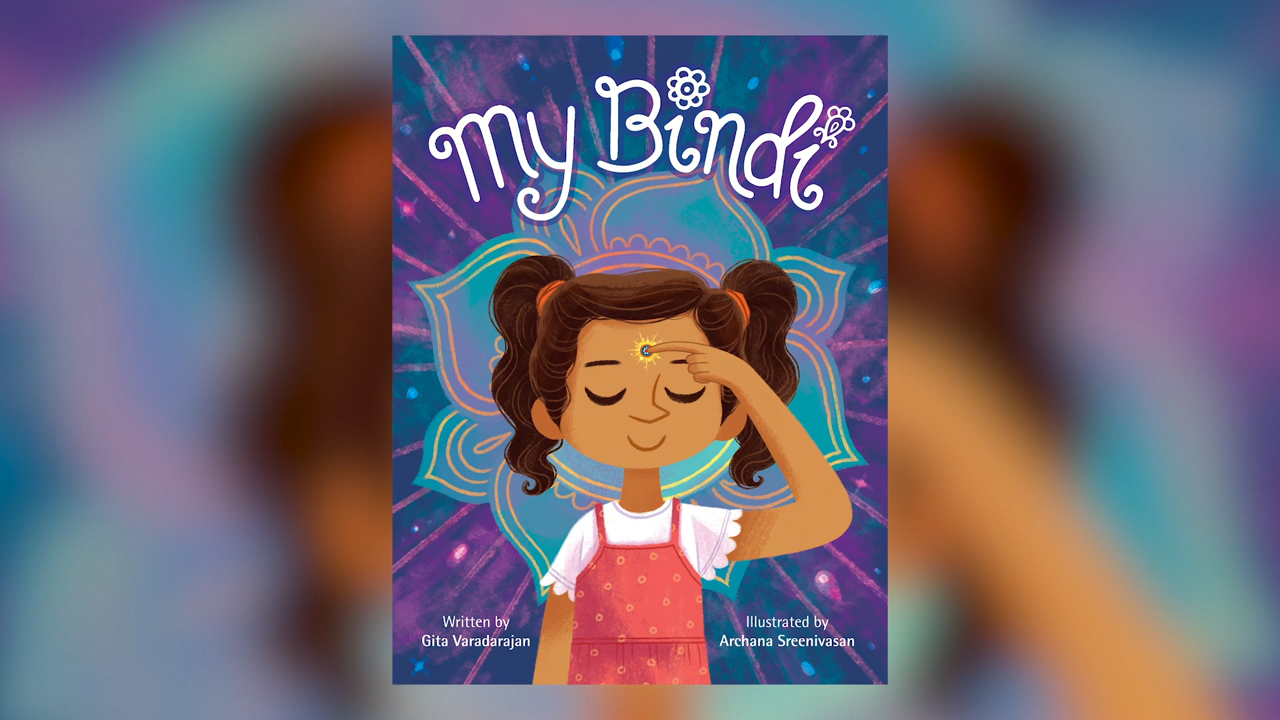 My Bindi
Written by
Gita Varadarajan
Illustrated by
Archana Sreenivasan